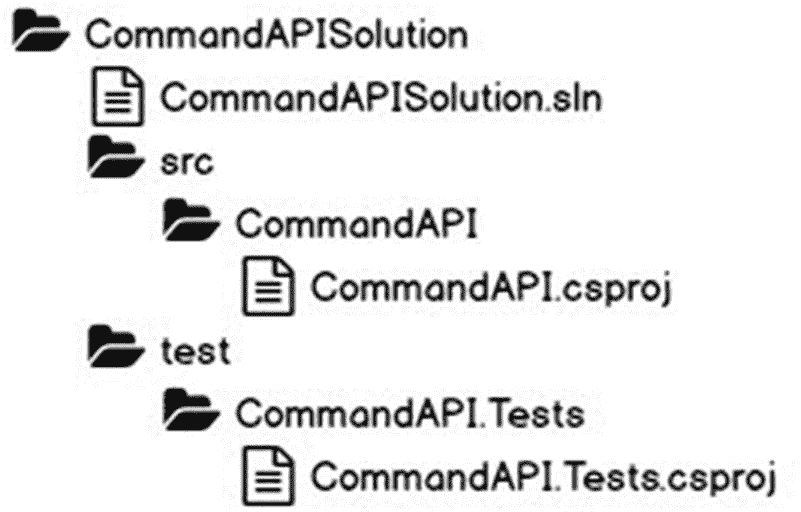 CommandAPISolution
CommandAPISolution.sln
src
CommandAPI
CommandAPI.csproj
test
CommandAPI.Tests
CommandAPI.Tests.csproj